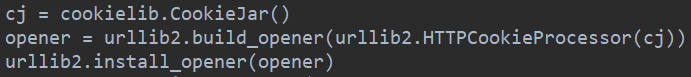 cj = cookielib.CookieJar()
opener = urllib2.build_opener(urllib2.HTTPCookieProcessor(cj))
urllib2.install_opener(opener)